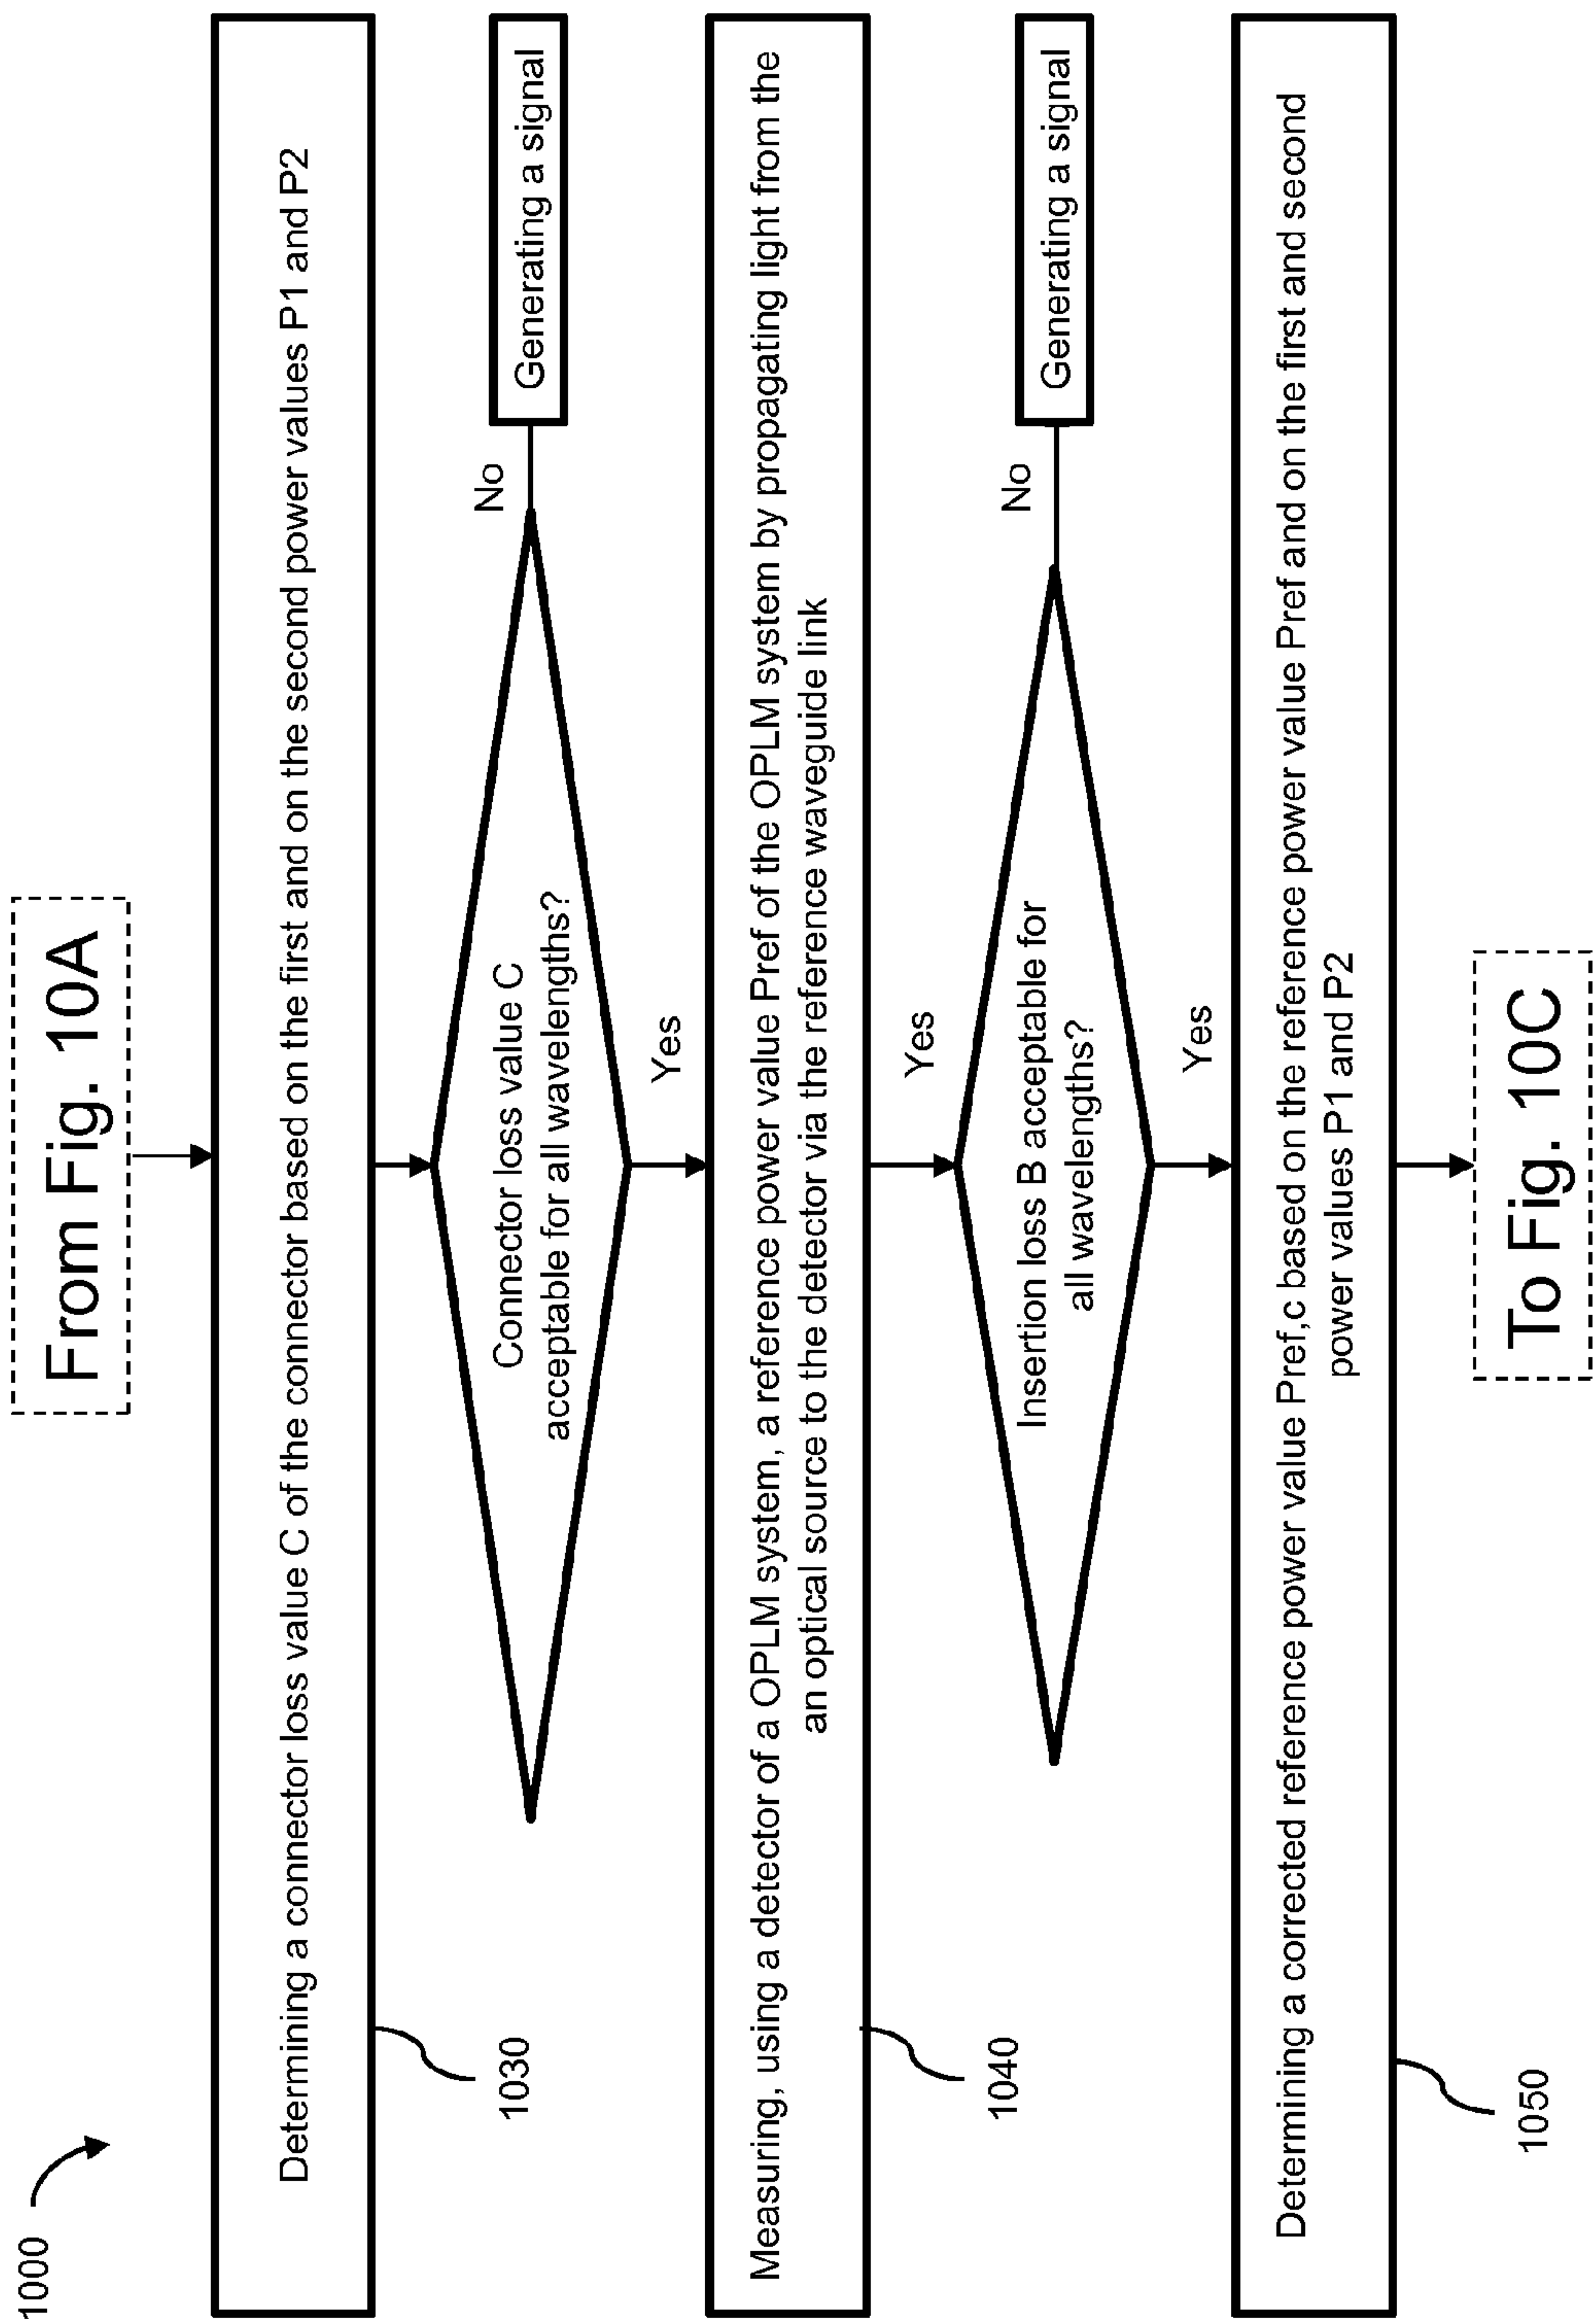 1000
From Fig. 10A
Determining a connector loss value C of the connector based on the first and on the second power values P1 and P2
1030
Connector loss value C
acceptable for all wavelengths?
No
Generating a signal
Yes
Measuring, using a detector of a OPLM system, a reference power value Pref of the OPLM system by propagating light from the
an optical source to the detector via the reference waveguide link
1040
Yes
Insertion loss B acceptable for
all wavelengths?
No
Generating a signal
Yes
Determining a corrected reference power value Pref,c based on the reference power value Pref and on the first and second
power values P1 and P2
1050
To Fig. 10C